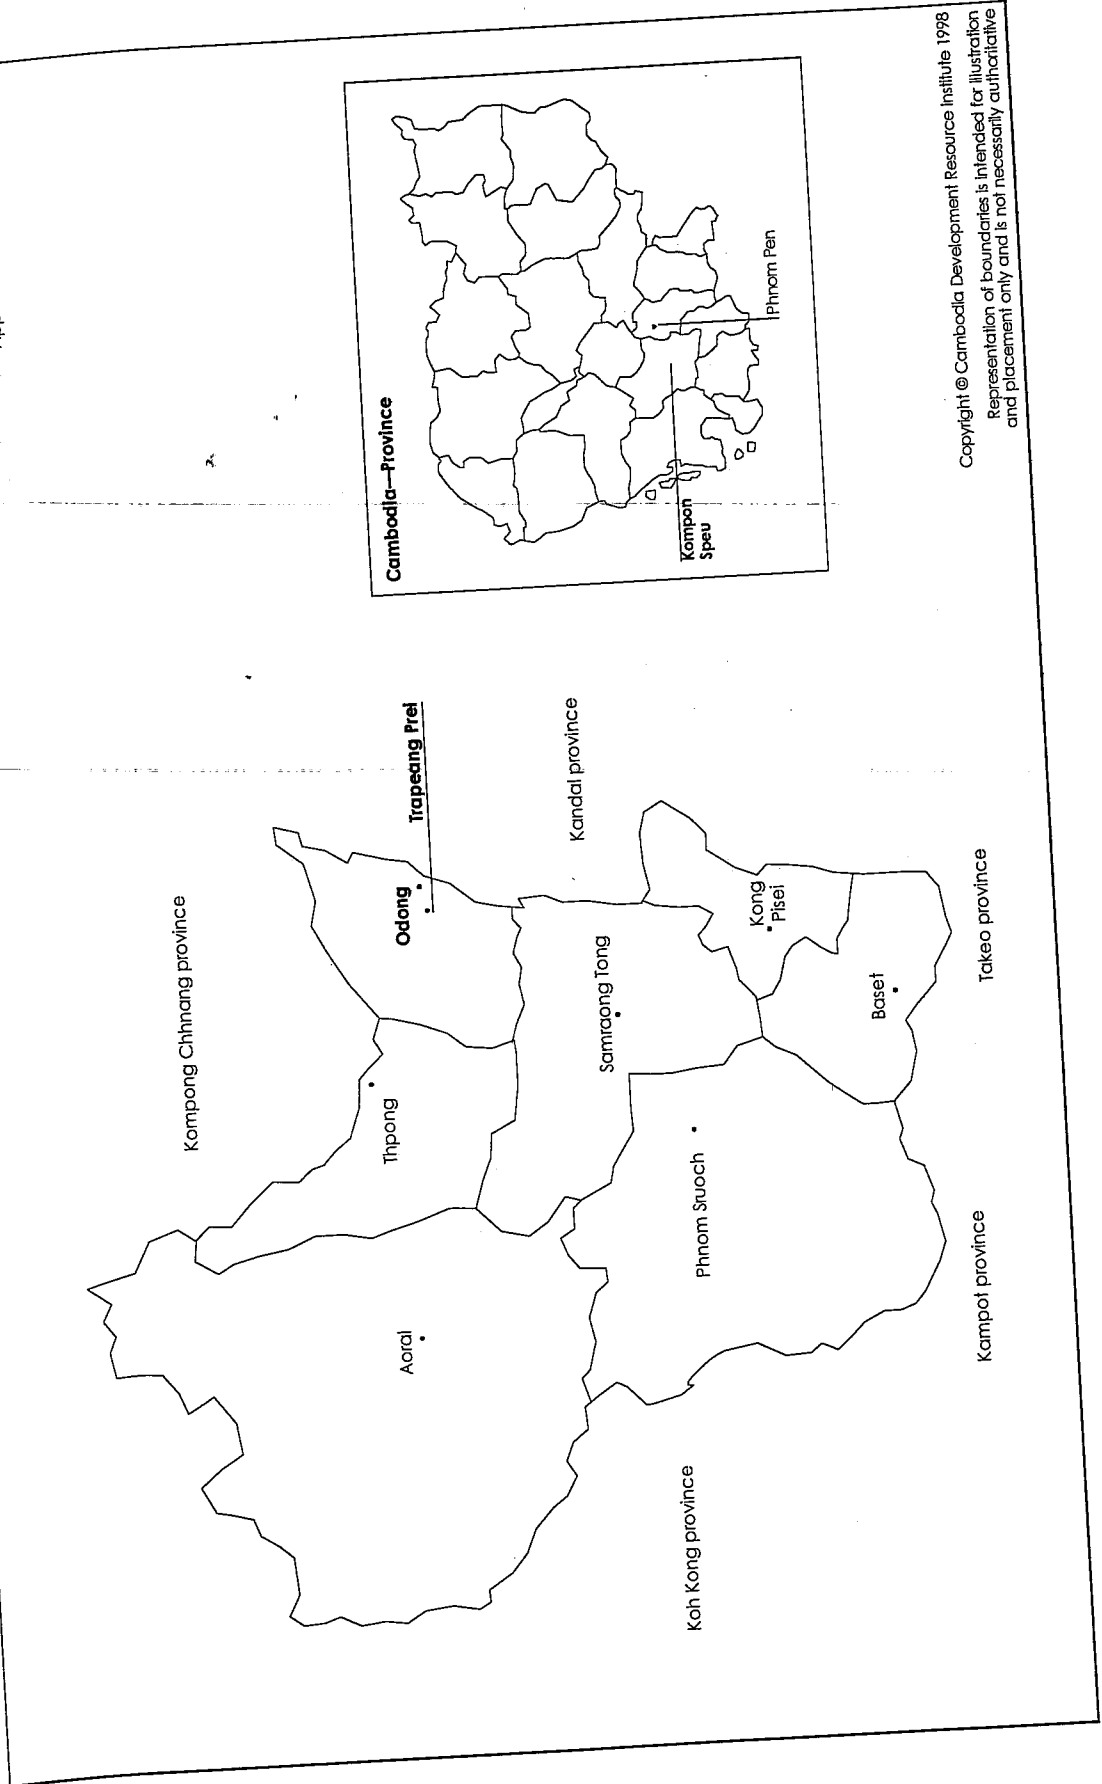 Kompong Chhnang province
Aoral
Thpong
Odong
Trapeang Prei
Kandal province
Samraong Tong
Koh Kong province
Phnom Sruoch
Kong
Pisei
Baset
Kampot province
Takeo province
Cambodia—Province
Kompon
Speu
Phnom Pen
Copyright © Cambodia Development Resource Institute 1998
Representation of boundaries is intended for illustration
and placement only and is not necessarily authoritative